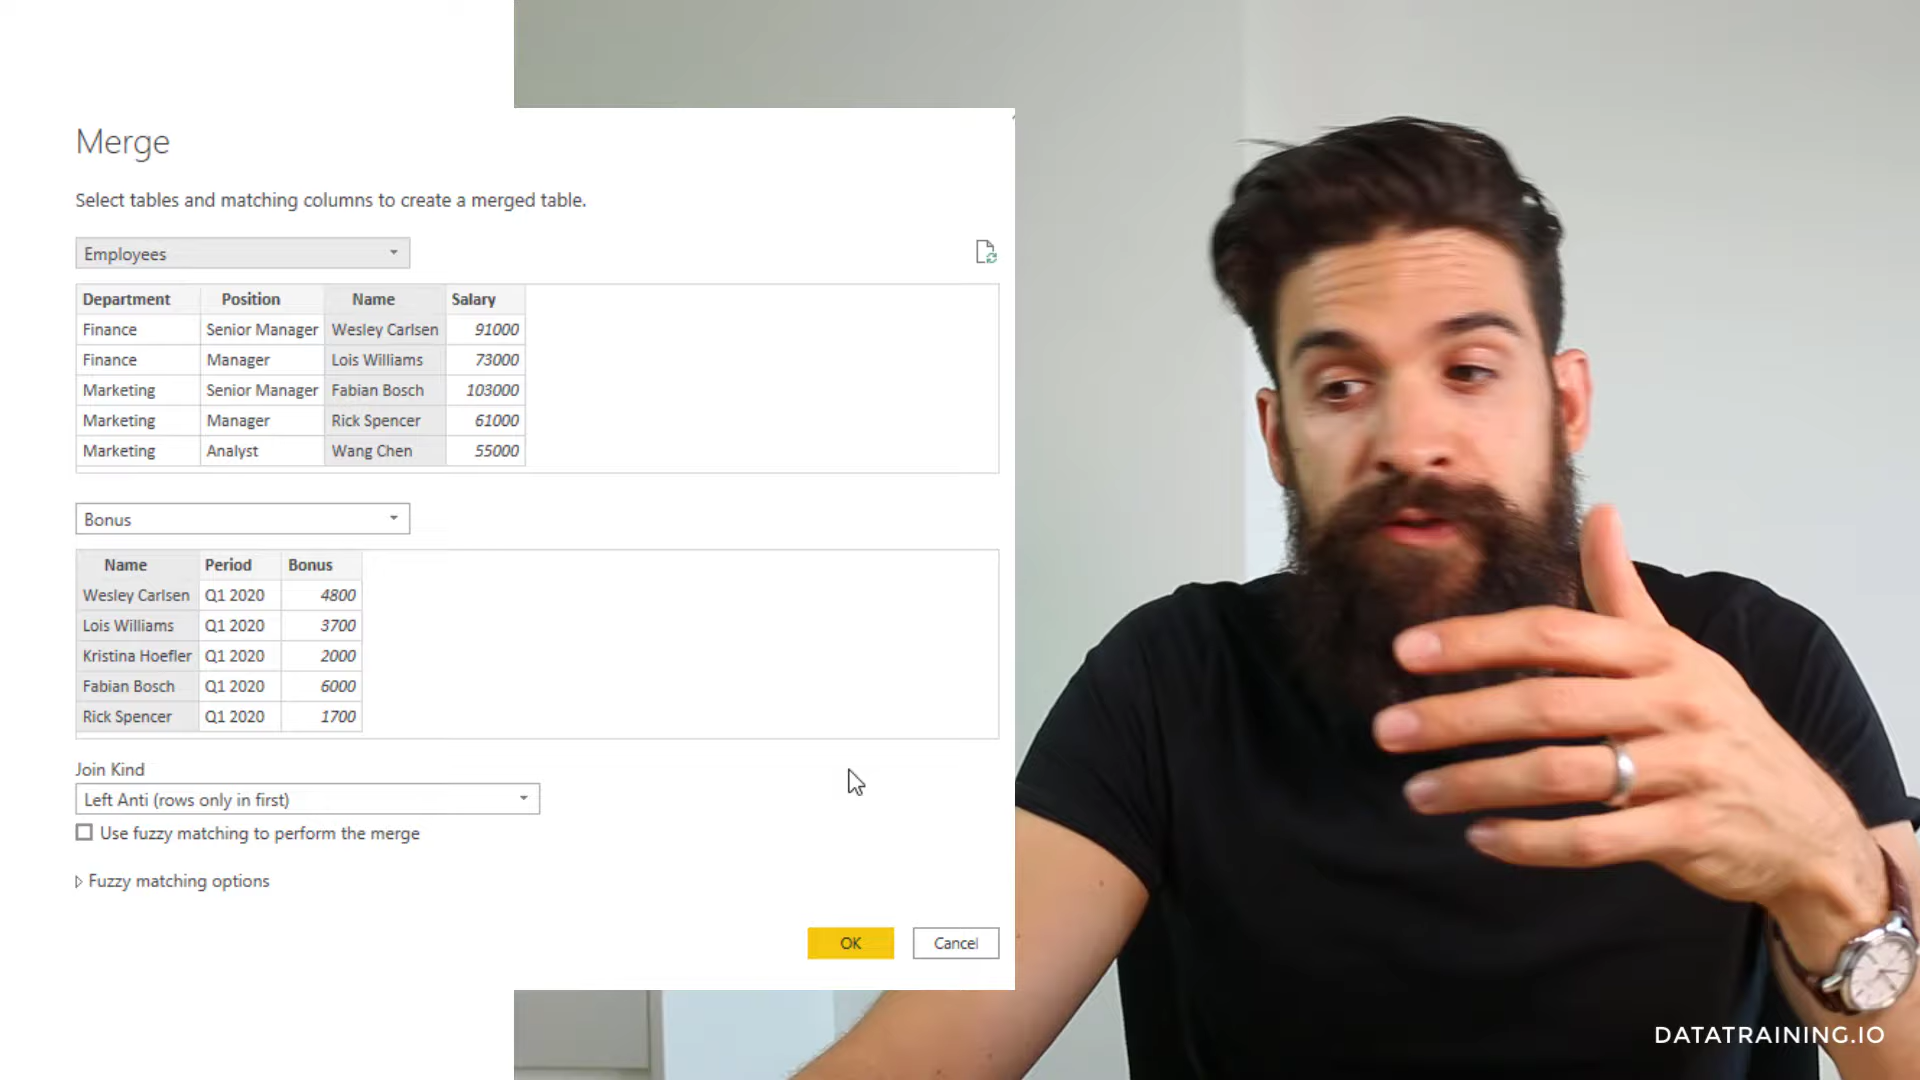 Merge
Select tables and matching columns to create a merged table.
Employees
Department Position Name Salary
Finance Senior Manager Wesley Carlsen 91000
Finance Manager Lois Williams 73000
Marketing Senior Manager Fabian Bosch 103000
Marketing Manager Rick Spencer 61000
Marketing Analyst Wang Chen 55000
Bonus
Name Period Bonus
Wesley Carlsen Q1 2020 4800
Lois Williams Q1 2020 3700
Kristina Hoefler Q1 2020 2000
Fabian Bosch Q1 2020 6000
Rick Spencer Q1 2020 1700
Join Kind
Left Anti (rows only in first)
Use fuzzy matching to perform the merge
Fuzzy matching options
OK Cancel
DATATRAINING.IO